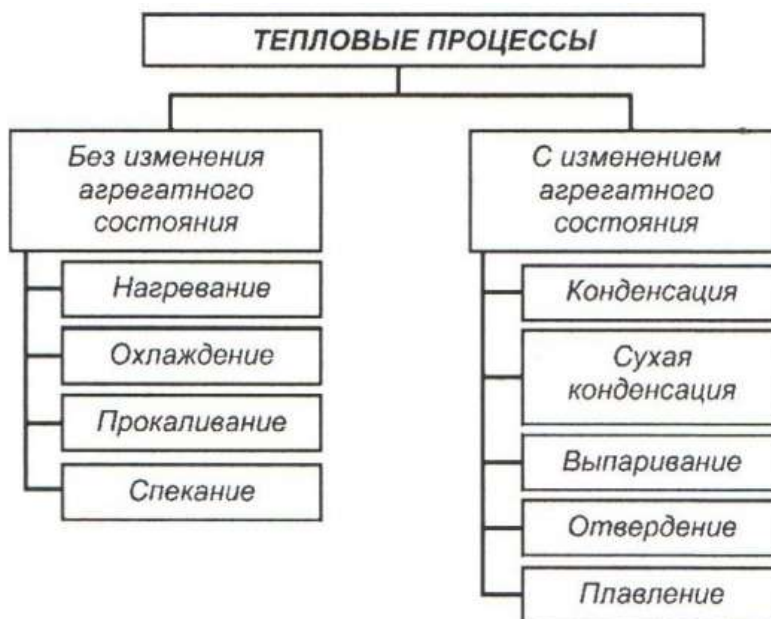 ТЕПЛОВЫЕ ПРОЦЕССЫ
Без изменения
агрегатного
состояния
Нагревание
Охлаждение
Прокаливание
Спекание
С изменением
агрегатного
состояния
Конденсация
Сухая
конденсация
Выпаривание
Отвердение
Плавление